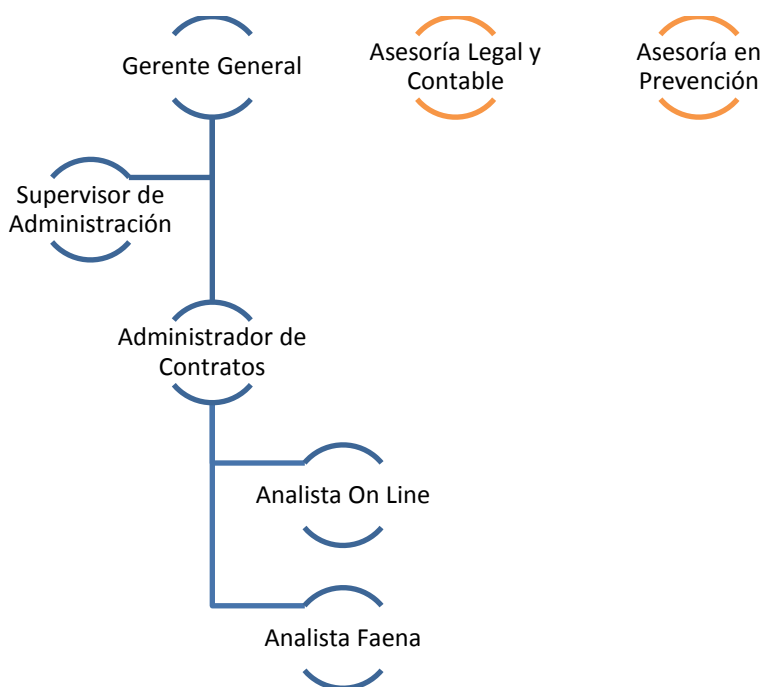 Gerente General
Asesoría Legal y
Contable
Asesoría en
Prevención
Supervisor de
Administración
Administrador de
Contratos
Analista On Line
Analista Faena